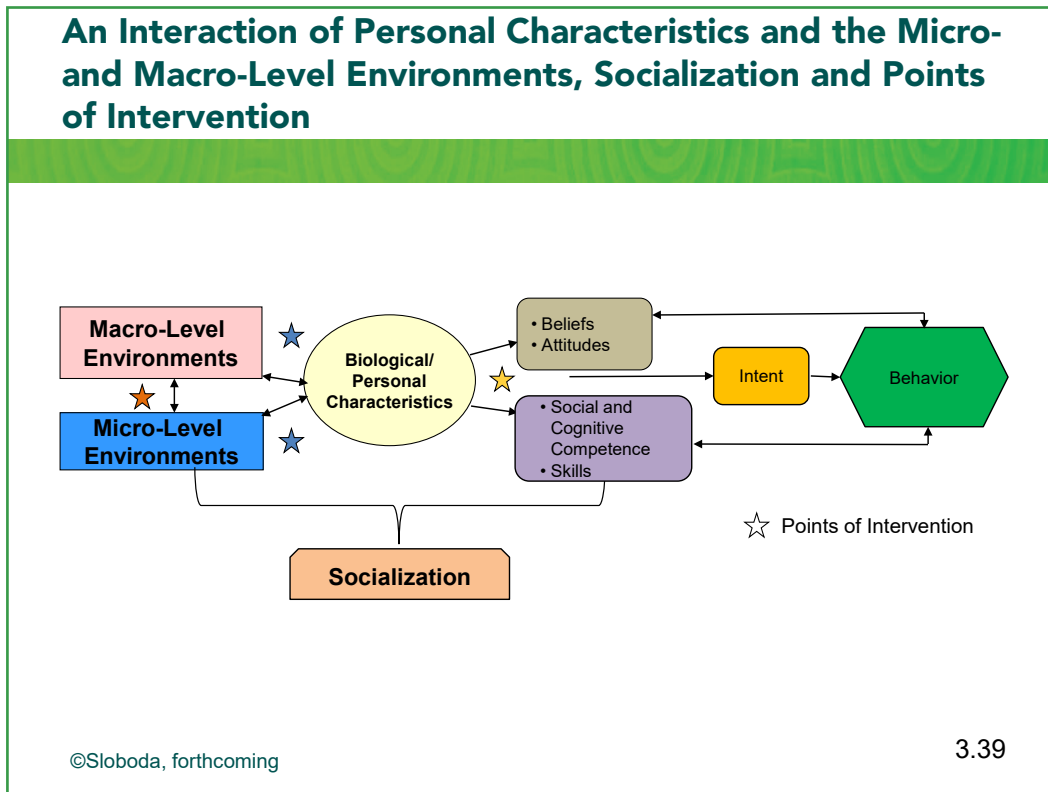 An Interaction of Personal Characteristics and the Micro-
and Macro-Level Environments, Socialization and Points
of Intervention
Macro-Level
Environments
Micro-Level
Environments
Biological/
Personal
Characteristics
• Beliefs
• Attitudes
• Social and
Cognitive
Competence
• Skills
Intent
Behavior
Points of Intervention
Socialization
©Sloboda, forthcoming
3.39